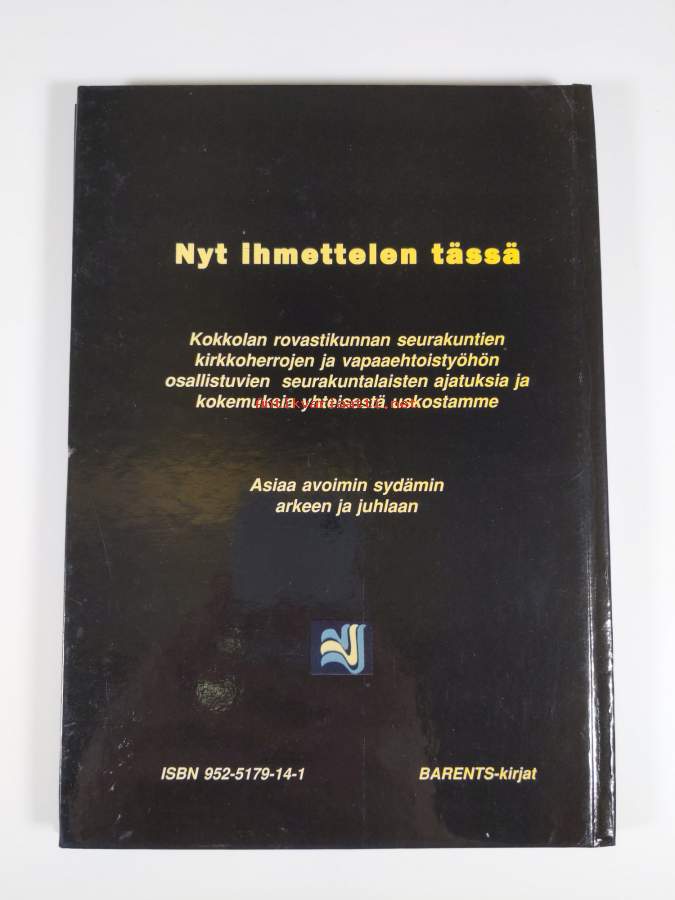 Nyt ihmettelen tässä
Kokkolan rovastikunnan seurakuntien
kirkkoherrojen ja vapaaehtoistyöhön
osallistuvien seurakuntalaisten ajatuksia ja
kokemuksia yhteisestä uskostamme
Asiaa avoimin sydämin
arkeen ja juhlaan
ISBN 952-5179-14-1
BARENTS-kirjat